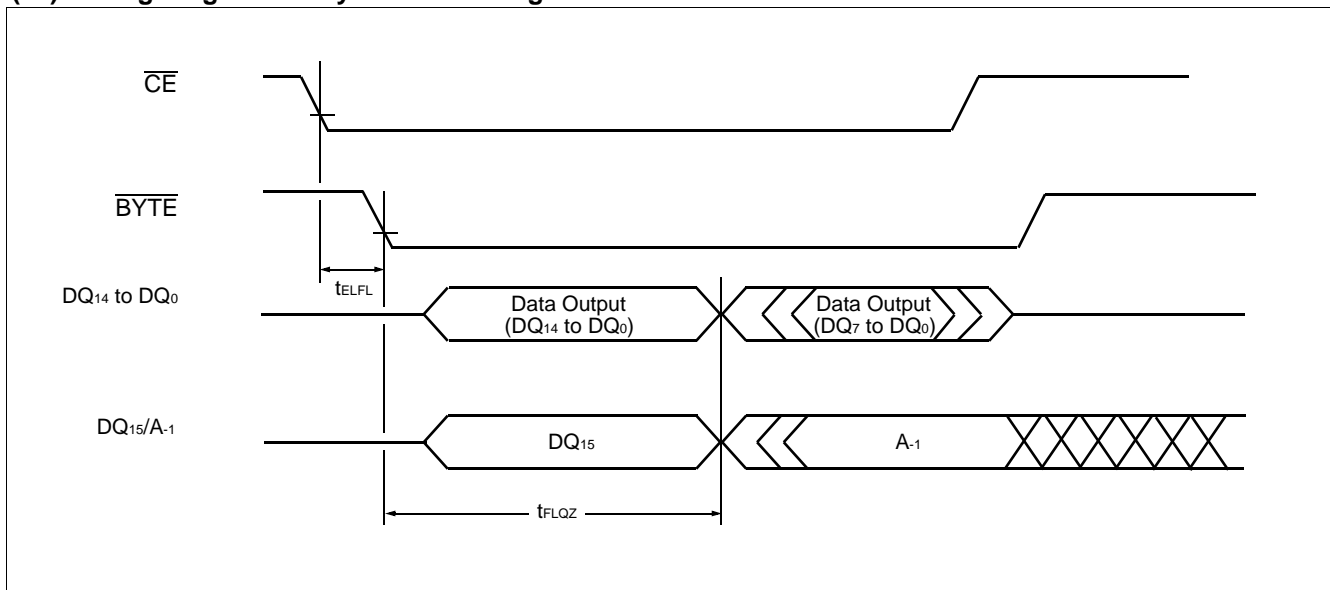 CE
BYTE
DQ14 to DQ0
tELFL
Data Output
(DQ14 to DQ0)
Data Output
(DQ7 to DQ0)
DQ15/A-1
DQ15
A-1
tFLQZ